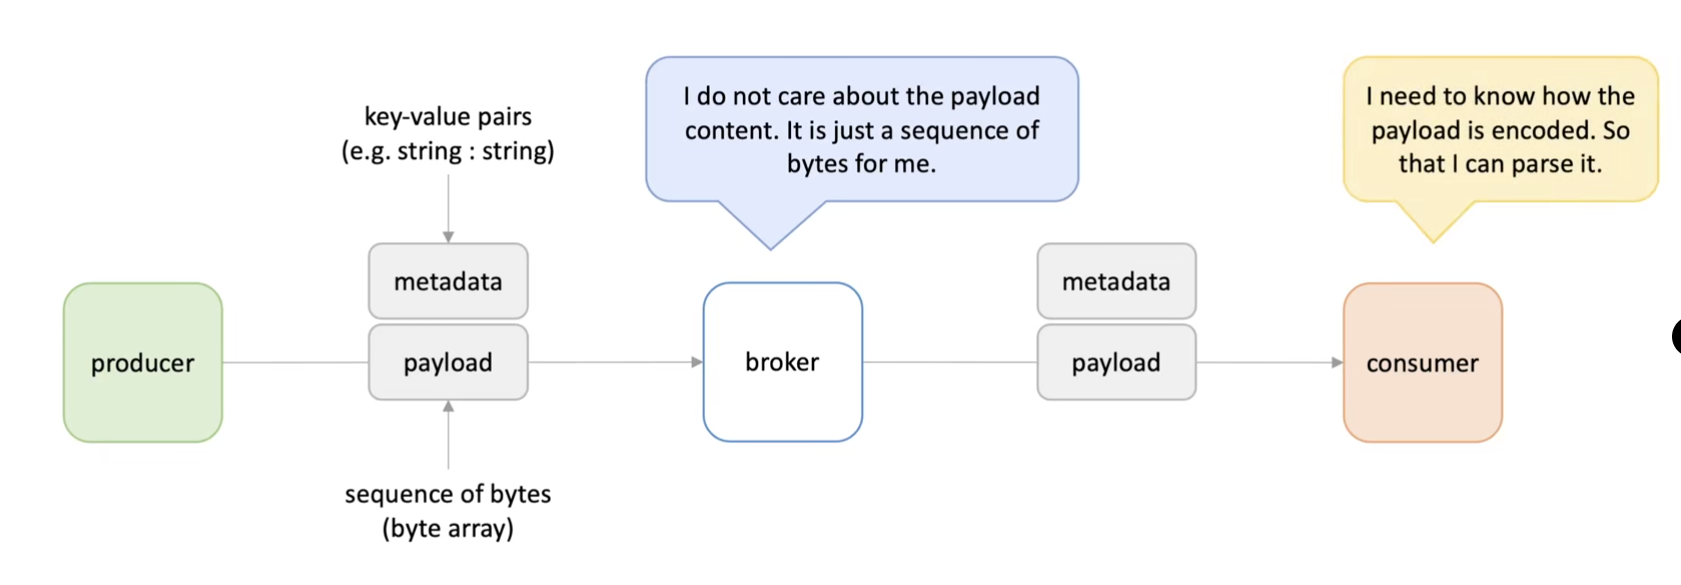 key-value pairs
(e.g. string : string)
I do not care about the payload
content. It is just a sequence of
bytes for me.
I need to know how the
payload is encoded. So
that I can parse it.
metadata
metadata
producer
payload
broker
payload
consumer
sequence of bytes
(byte array)